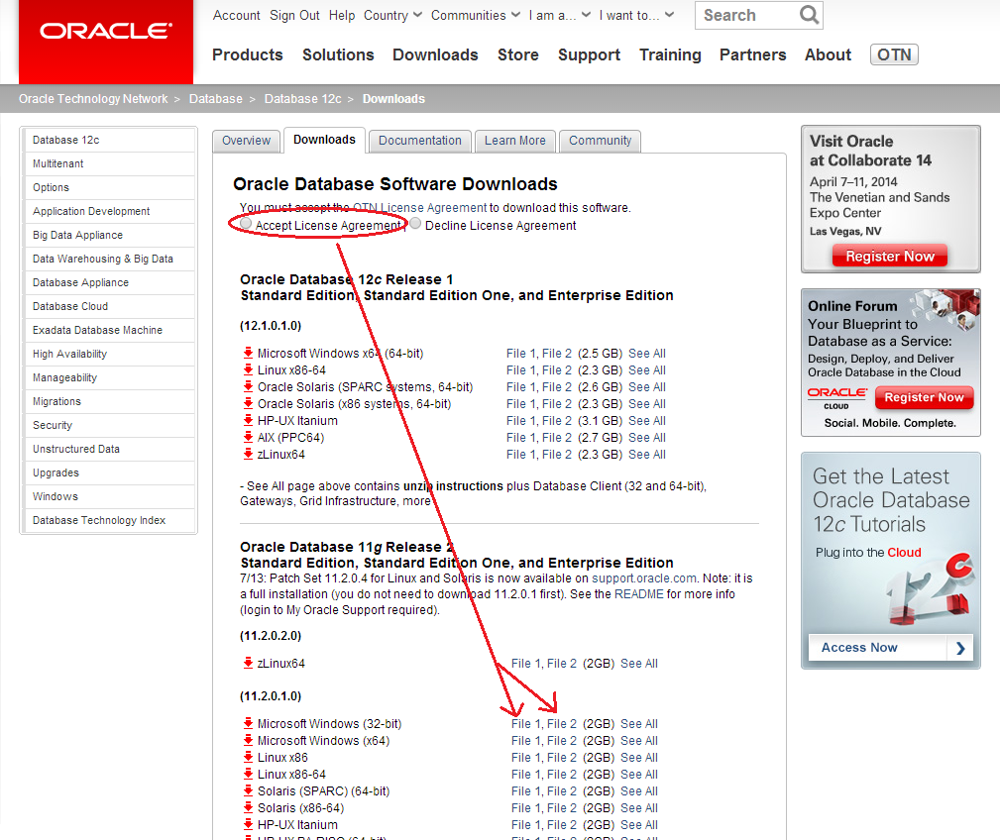 ORACLE
Account Sign Out Help Country Communities I am a... I want to... Search
Products Solutions Downloads Store Support Training Partners About OTN
Oracle Technology Network > Database > Database 12c > Downloads
Database 12c
Multitenant
Options
Application Development
Big Data Appliance
Data Warehousing & Big Data
Database Appliance
Database Cloud
Exadata Database Machine
High Availability
Manageability
Migrations
Security
Unstructured Data
Upgrades
Windows
Database Technology Index
Overview Downloads Documentation Learn More Community
Oracle Database Software Downloads
You must accept the OTN License Agreement to download this software.
Accept License Agreement | Decline License Agreement
Oracle Database 12c Release 1
Standard Edition, Standard Edition One, and Enterprise Edition
(12.1.0.1.0)
Microsoft Windows x64 (64-bit) File 1, File 2 (2.5 GB) See All
Linux x86-64 File 1, File 2 (2.3 GB) See All
Oracle Solaris (SPARC systems, 64-bit) File 1, File 2 (2.6 GB) See All
Oracle Solaris (x86 systems, 64-bit) File 1, File 2 (2.3 GB) See All
HP-UX Itanium File 1, File 2 (3.1 GB) See All
AIX (PPC64) File 1, File 2 (2.7 GB) See All
zLinux64 File 1, File 2 (2.3 GB) See All
- See All page above contains unzip instructions plus Database Client (32 and 64-bit),
Gateways, Grid Infrastructure, more
Oracle Database 11g Release 2
Standard Edition, Standard Edition One, and Enterprise Edition
7/13: Patch Set 11.2.0.4 for Linux and Solaris is now available on support.oracle.com. Note: it is
a full installation (you do not need to download 11.2.0.1 first). See the README for more info
(login to My Oracle Support required).
(11.2.0.2.0)
zLinux64 File 1, File 2 (2GB) See All
(11.2.0.1.0)
Microsoft Windows (32-bit) File 1, File 2 (2GB) See All
Microsoft Windows (x64) File 1, File 2 (2GB) See All
Linux x86 File 1, File 2 (2GB) See All
Linux x86-64 File 1, File 2 (2GB) See All
Solaris (SPARC) (64-bit) File 1, File 2 (2GB) See All
Solaris (x86-64) File 1, File 2 (2GB) See All
HP-UX Itanium File 1, File 2 (2GB) See All
Visit Oracle
at Collaborate 14
April 7–11, 2014
The Venetian and Sands
Expo Center
Las Vegas, NV
Register Now
Online Forum
Your Blueprint to
Database as a Service:
Design, Deploy, and Deliver
Oracle Database in the Cloud
ORACLE
CLOUD
Register Now
Social. Mobile. Complete.
Get the Latest
Oracle Database
12c Tutorials
Plug into the Cloud
12c
Access Now